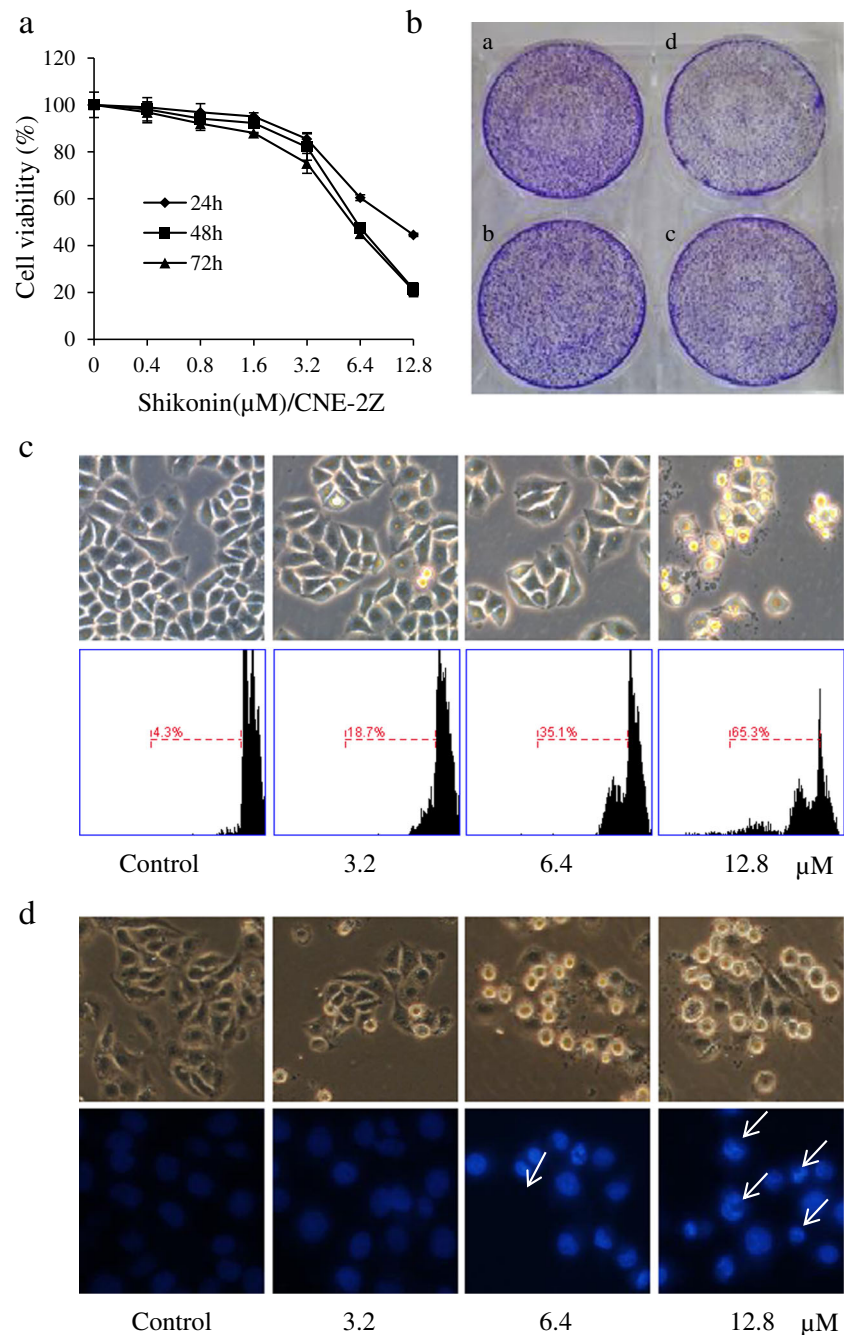 a
120
100
80
60
40
20
0
Cell viability (%)
24h
48h
72h
0 0.4 0.8 1.6 3.2 6.4 12.8
Shikonin(µM)/CNE-2Z
b
a d
b c
c
4.3% 18.7% 35.1% 65.3%
Control 3.2 6.4 12.8 µM
d
Control 3.2 6.4 12.8 µM